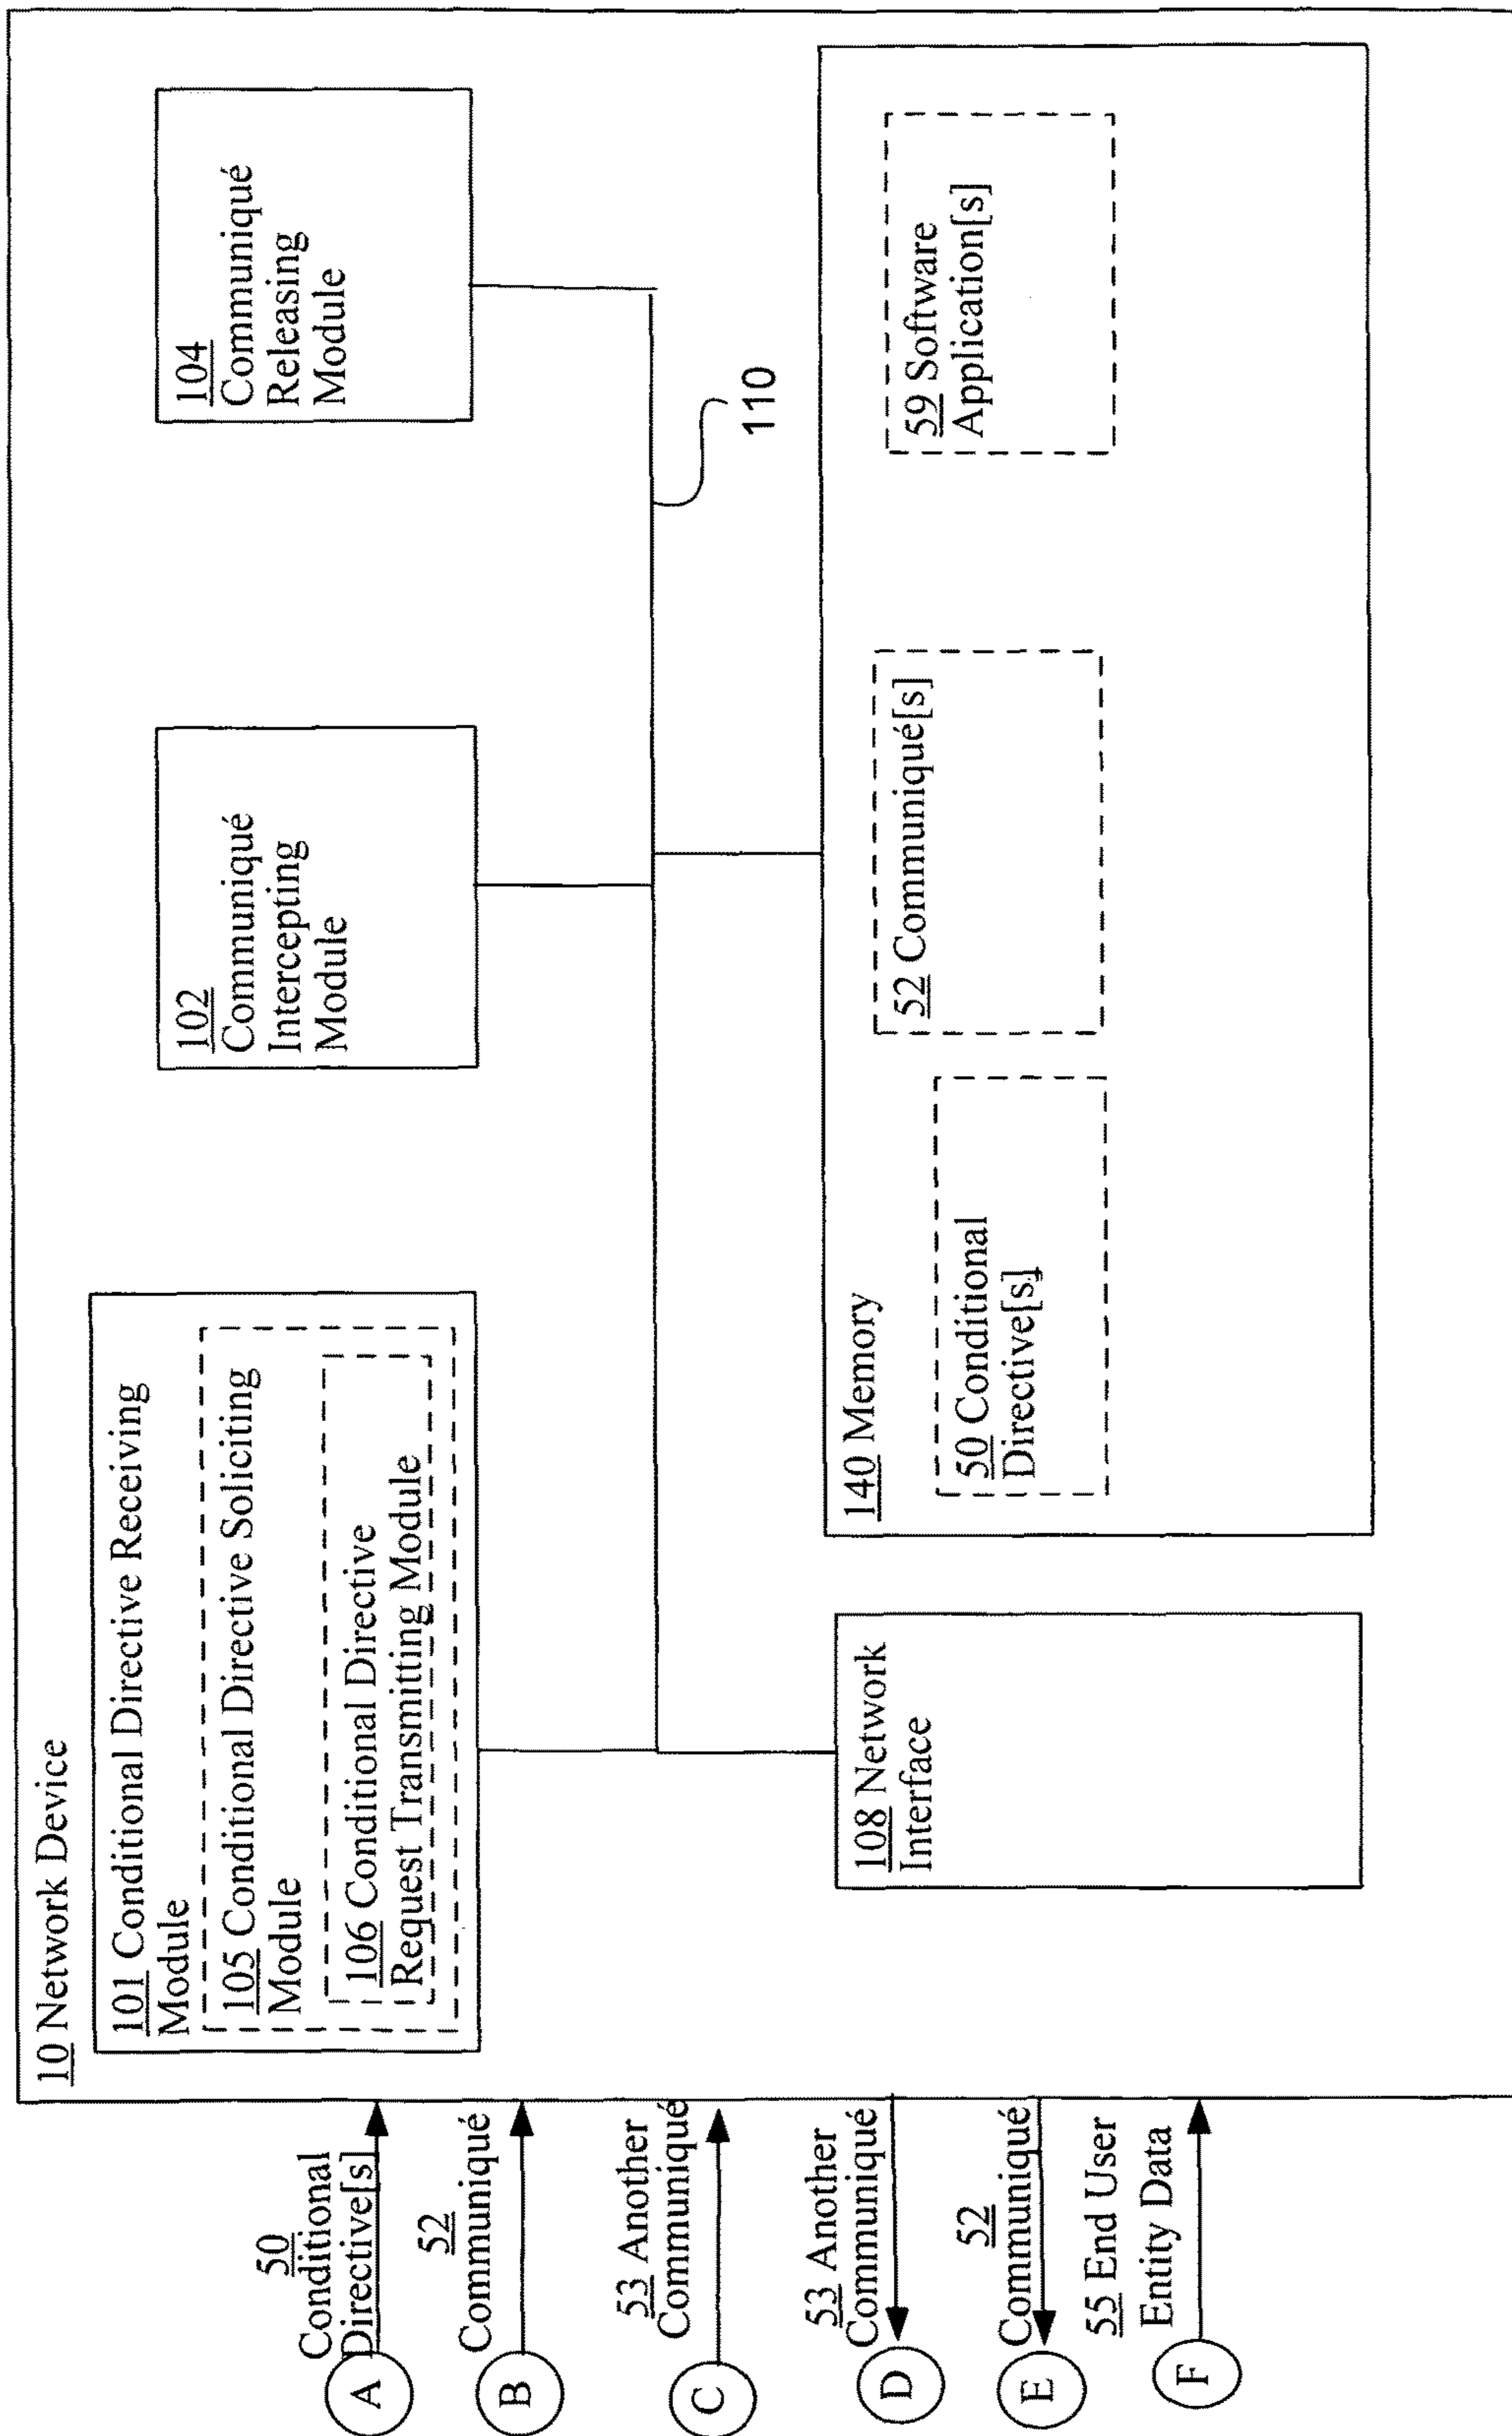 10 Network Device
101 Conditional Directive Receiving
Module
105 Conditional Directive Soliciting
Module
106 Conditional Directive
Request Transmitting Module
102
Communiqué
Intercepting
Module
104
Communiqué
Releasing
Module
110
108 Network
Interface
140 Memory
50 Conditional
Directive[s]
52 Communiqué[s]
59 Software
Application[s]
50
Conditional
Directive[s]
A
52
Communiqué
B
53 Another
Communiqué
C
53 Another
Communiqué
D
52
Communiqué
E
55 End User
Entity Data
F